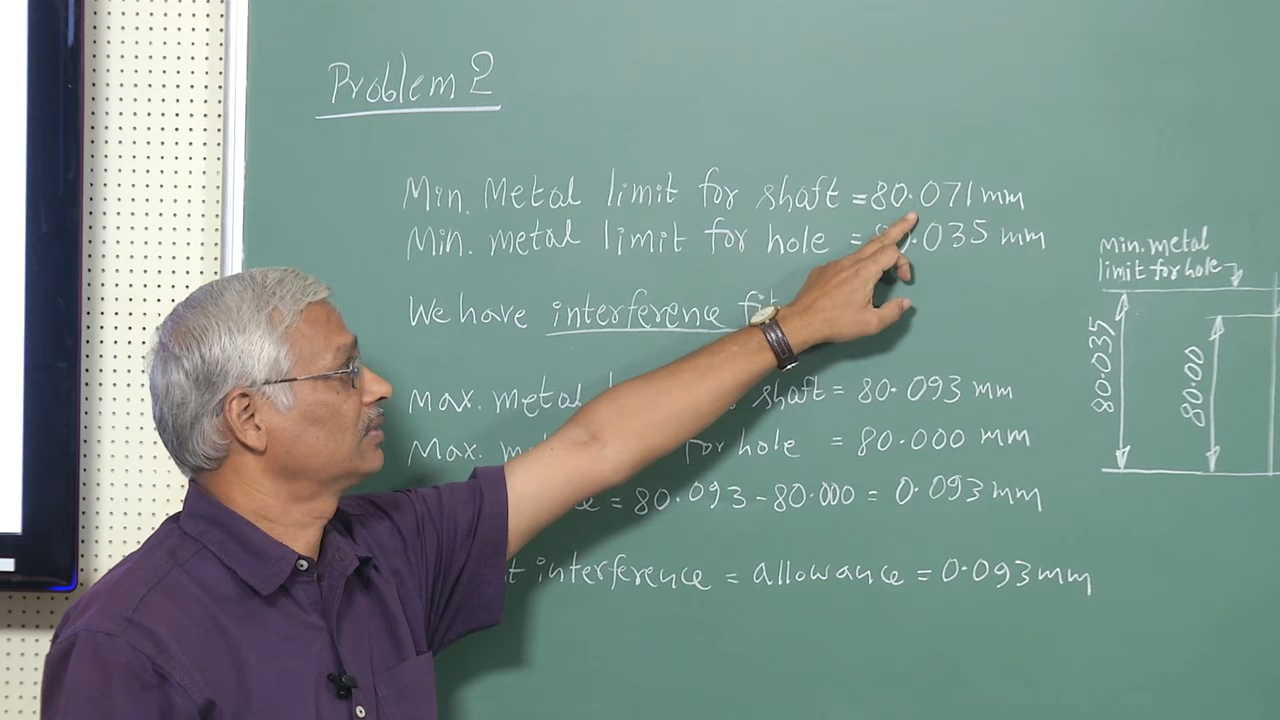 Problem 2
Min. Metal limit for shaft = 80.071 mm
Min. metal limit for hole = .035 mm
We have interference fit
Max. metal shaft = 80.093 mm
Max. for hole = 80.000 mm
= 80.093 - 80.000 = 0.093 mm
interference = allowance = 0.093 mm
Min. metal
limit for hole
80.035
80.00